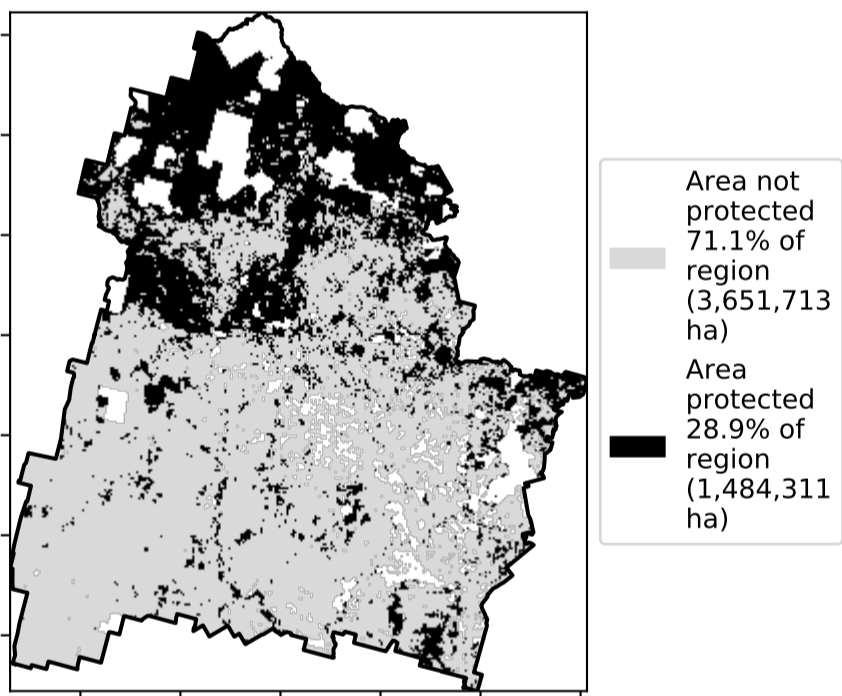 Area not
protected
71.1% of
region
(3,651,713
ha)
Area
protected
28.9% of
region
(1,484,311
ha)